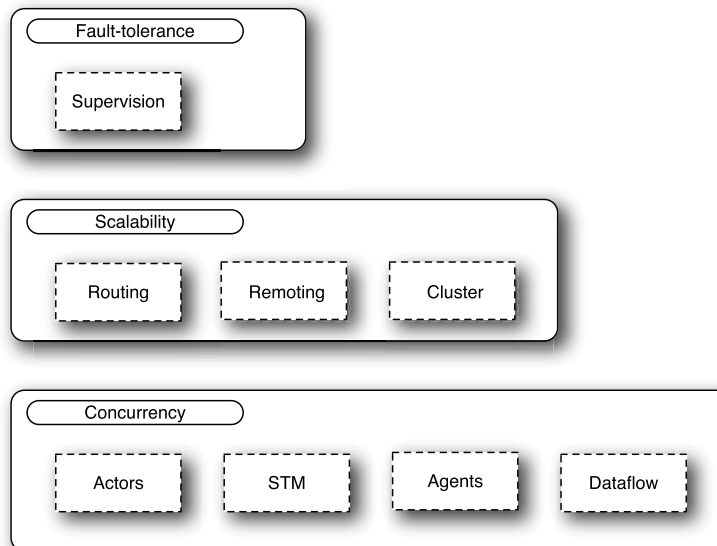 Fault-tolerance
Supervision
Scalability
Routing Remoting Cluster
Concurrency
Actors STM Agents Dataflow